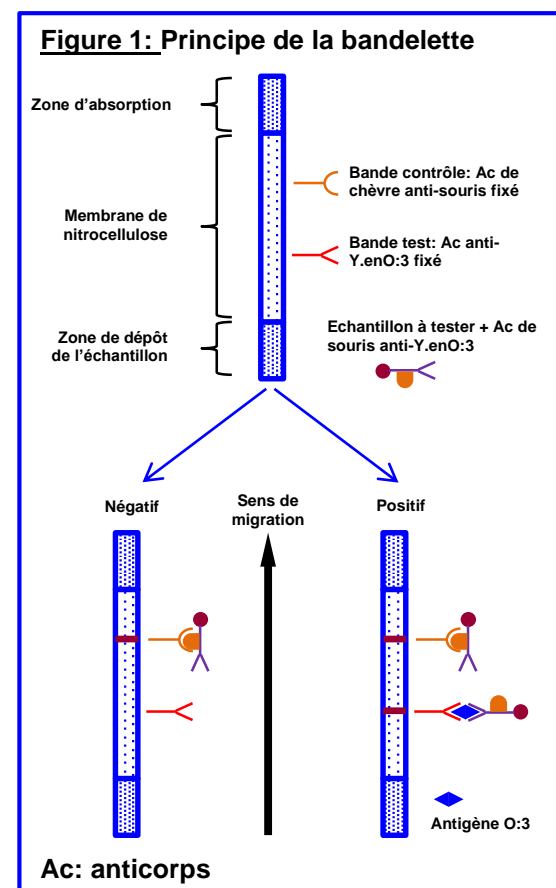 Figure 1: Principe de la bandelette
Zone d'absorption
Bande contrôle: Ac de
chèvre anti-souris fixé
Membrane de
nitrocellulose
Bande test: Ac anti-
Y.enO:3 fixé
Zone de dépôt
de l'échantillon
Echantillon à tester + Ac de
souris anti-Y.enO:3
Négatif
Sens de
migration
Positif
Antigène O:3
Ac: anticorps